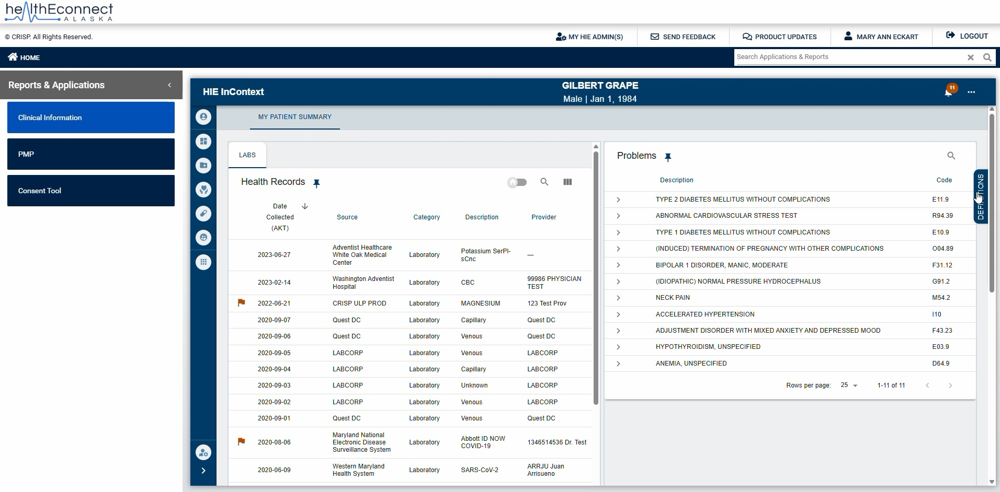 healthEconnect
ALASKA
© CRISP. All Rights Reserved.
MY HIE ADMIN(S)
SEND FEEDBACK
PRODUCT UPDATES
MARY ANN ECKART
LOGOUT
HOME
Search Applications & Reports
Reports & Applications
Clinical Information
PMP
Consent Tool
HIE InContext
GILBERT GRAPE
Male | Jan 1, 1984
11
MY PATIENT SUMMARY
LABS
Health Records
Date Collected (AKT) Source Category Description Provider
2023-06-27 Adventist Healthcare White Oak Medical Center Laboratory Potassium SerPl-sCnc —
2023-02-14 Washington Adventist Hospital Laboratory CBC 99986 PHYSICIAN TEST
2022-06-21 CRISP ULP PROD Laboratory MAGNESIUM 123 Test Prov
2020-09-07 Quest DC Laboratory Capillary Quest DC
2020-09-06 Quest DC Laboratory Venous Quest DC
2020-09-05 LABCORP Laboratory Venous LABCORP
2020-09-04 LABCORP Laboratory Capillary LABCORP
2020-09-03 LABCORP Laboratory Unknown LABCORP
2020-09-02 LABCORP Laboratory Venous LABCORP
2020-09-01 Quest DC Laboratory Venous Quest DC
2020-08-06 Maryland National Electronic Disease Surveillance System Laboratory Abbott ID NOW COVID-19 1346514536 Dr. Test
2020-06-09 Western Maryland Health System Laboratory SARS-CoV-2 ARRJU Juan Arrisueno
Problems
Description Code
TYPE 2 DIABETES MELLITUS WITHOUT COMPLICATIONS E11.9
ABNORMAL CARDIOVASCULAR STRESS TEST R94.39
TYPE 1 DIABETES MELLITUS WITHOUT COMPLICATIONS E10.9
(INDUCED) TERMINATION OF PREGNANCY WITH OTHER COMPLICATIONS O04.89
BIPOLAR 1 DISORDER, MANIC, MODERATE F31.12
(IDIOPATHIC) NORMAL PRESSURE HYDROCEPHALUS G91.2
NECK PAIN M54.2
ACCELERATED HYPERTENSION I10
ADJUSTMENT DISORDER WITH MIXED ANXIETY AND DEPRESSED MOOD F43.23
HYPOTHYROIDISM, UNSPECIFIED E03.9
ANEMIA, UNSPECIFIED D64.9
Rows per page: 25 1-11 of 11
DEFINITIONS